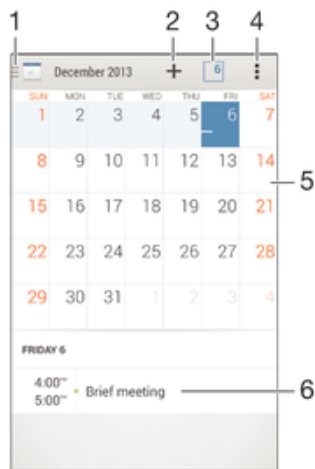 1 2 3 4
December 2013 + 6
SUN MON TUE WED THU FRI SAT
1 2 3 4 5 6 7
8 9 10 11 12 13 14
5
15 16 17 18 19 20 21
22 23 24 25 26 27 28
29 30 31 1 2 3 4
FRIDAY 6
4:00 Brief meeting 6
5:00